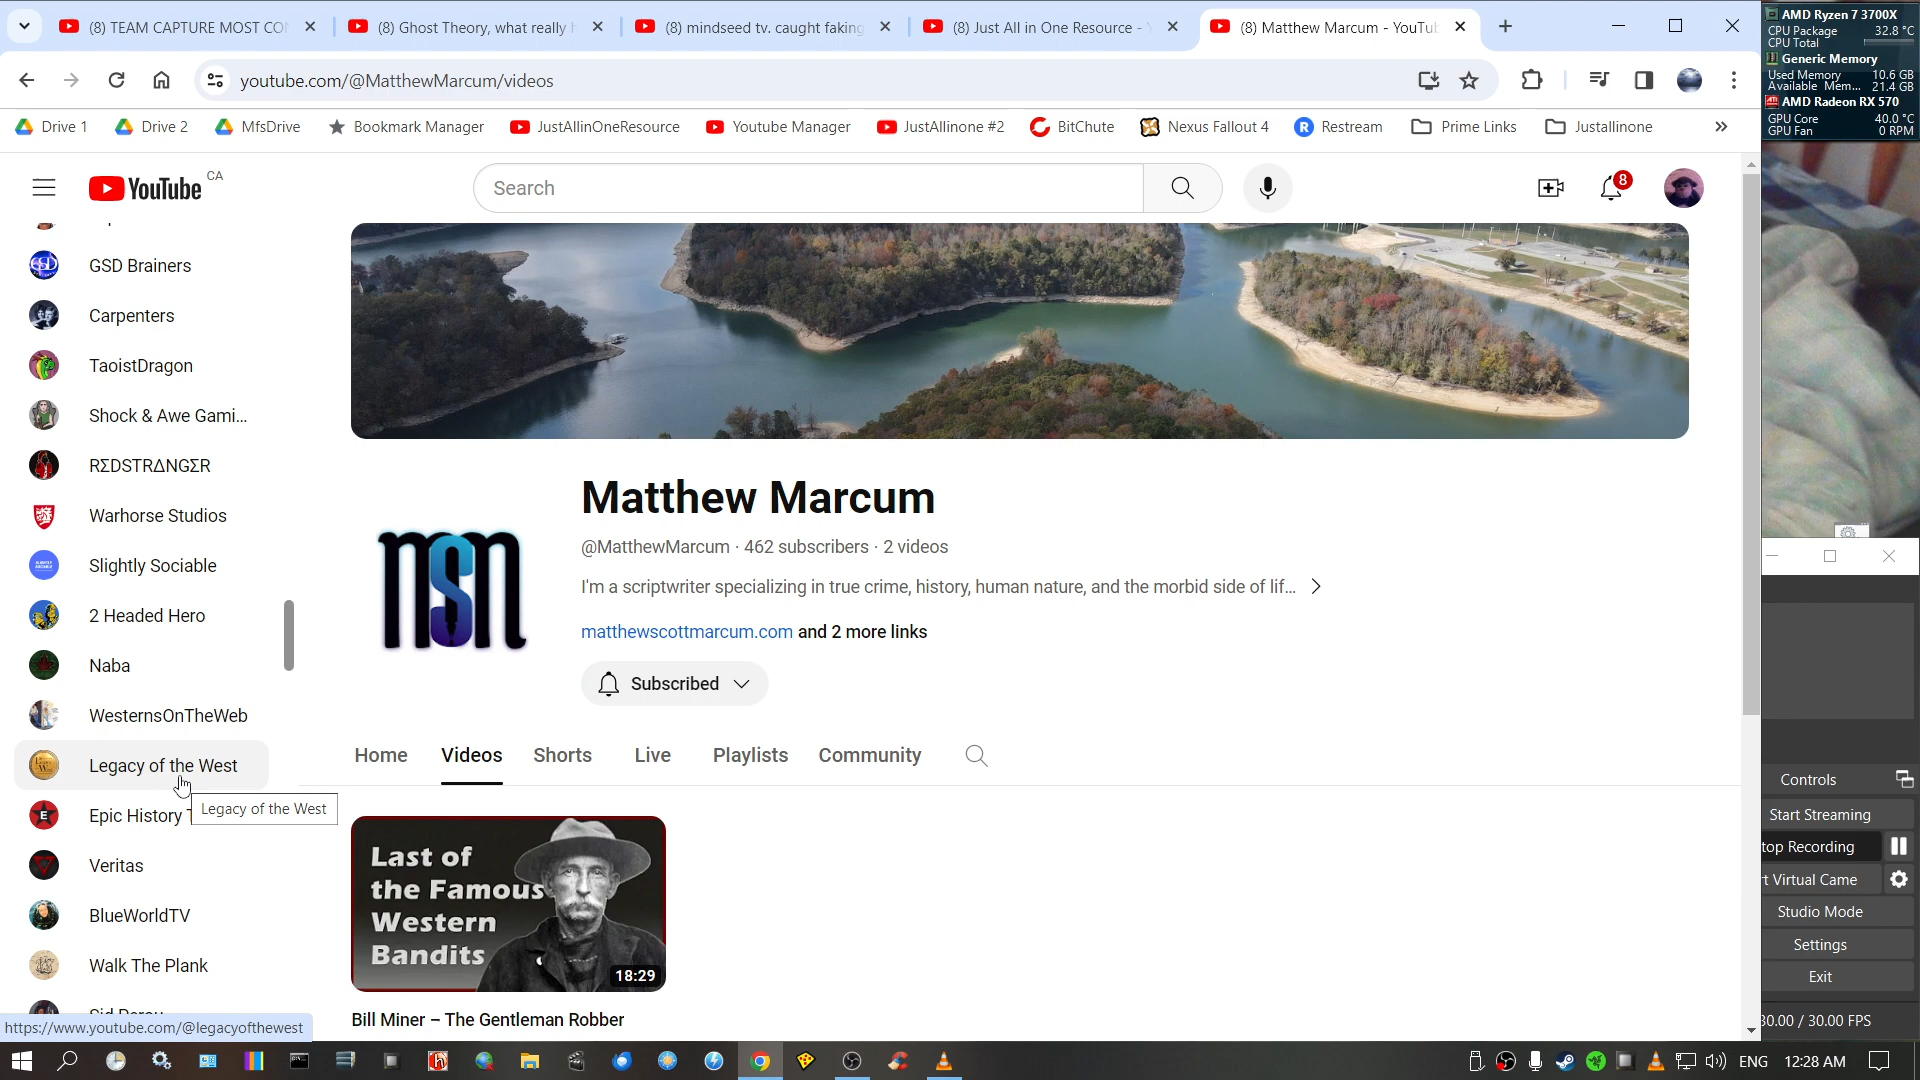 (8) TEAM CAPTURE MOST CO
(8) Ghost Theory, what really
(8) mindseed tv. caught faking
(8) Just All in One Resource -
(8) Matthew Marcum - YouTu
youtube.com/@MatthewMarcum/videos
Drive 1
Drive 2
MfsDrive
Bookmark Manager
JustAllinOneResource
Youtube Manager
JustAllinone #2
BitChute
Nexus Fallout 4
Restream
Prime Links
Justallinone
AMD Ryzen 7 3700X
CPU Package 32.8 °C
CPU Total
Generic Memory
Used Memory 10.6 GB
Available Mem... 21.4 GB
AMD Radeon RX 570
GPU Core 40.0 °C
GPU Fan 0 RPM
YouTube CA
Search
8
GSD Brainers
Carpenters
TaoistDragon
Shock & Awe Gami...
RΣDSTRΔNGΣR
Warhorse Studios
Slightly Sociable
2 Headed Hero
Naba
WesternsOnTheWeb
Legacy of the West
Epic History T
Legacy of the West
Veritas
BlueWorldTV
Walk The Plank
https://www.youtube.com/@legacyofthewest
Matthew Marcum
@MatthewMarcum · 462 subscribers · 2 videos
I'm a scriptwriter specializing in true crime, history, human nature, and the morbid side of lif...
matthewscottmarcum.com and 2 more links
Subscribed
Home
Videos
Shorts
Live
Playlists
Community
Last of
the Famous
Western
Bandits
18:29
Bill Miner – The Gentleman Robber
Controls
Start Streaming
top Recording
t Virtual Came
Studio Mode
Settings
Exit
30.00 / 30.00 FPS
ENG
12:28 AM